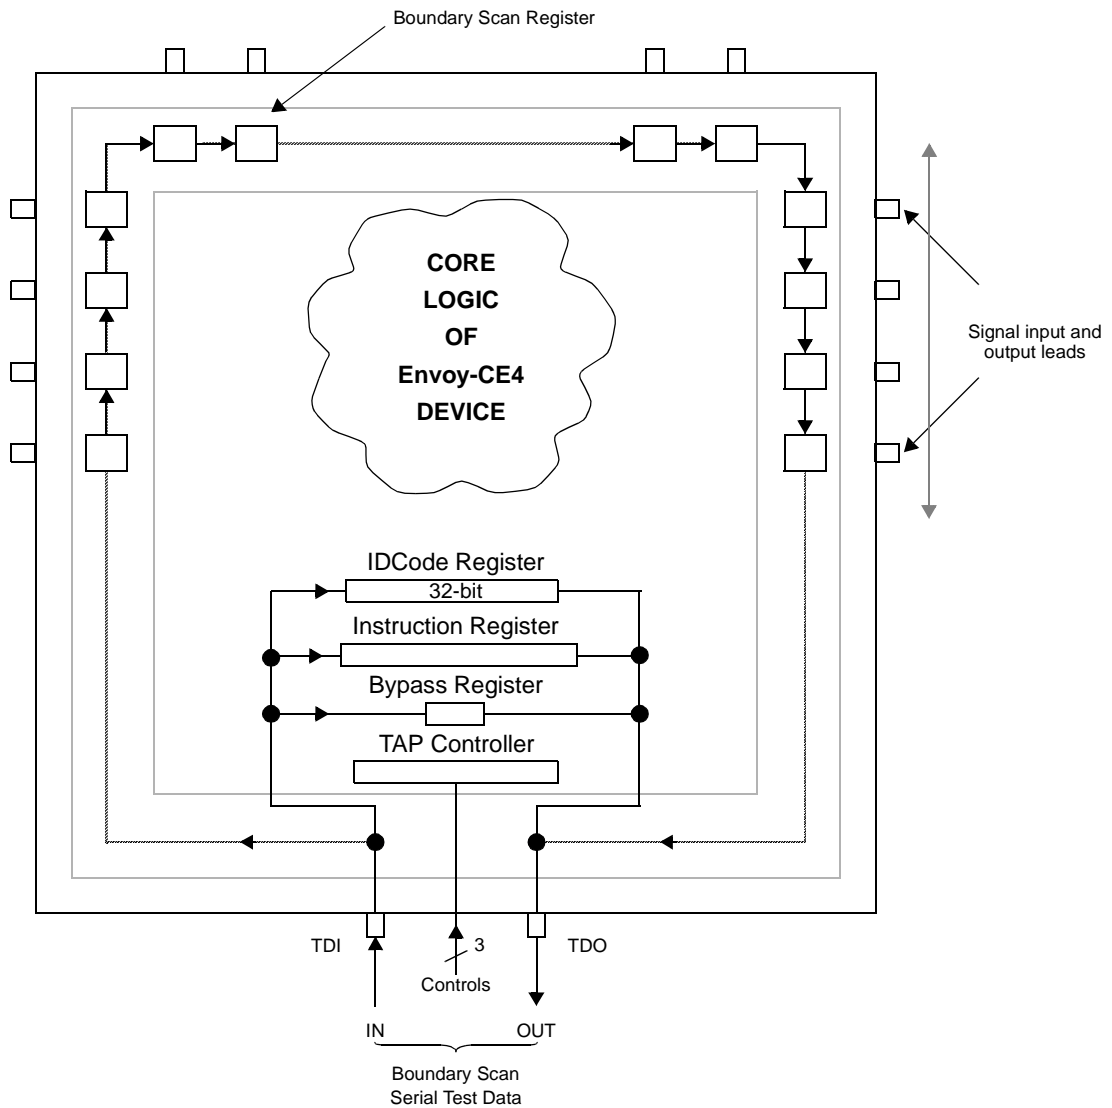 Boundary Scan Register
CORE
LOGIC
OF
Envoy-CE4
DEVICE
Signal input and
output leads
IDCode Register
32-bit
Instruction Register
Bypass Register
TAP Controller
TDI
3
TDO
Controls
IN
OUT
Boundary Scan
Serial Test Data